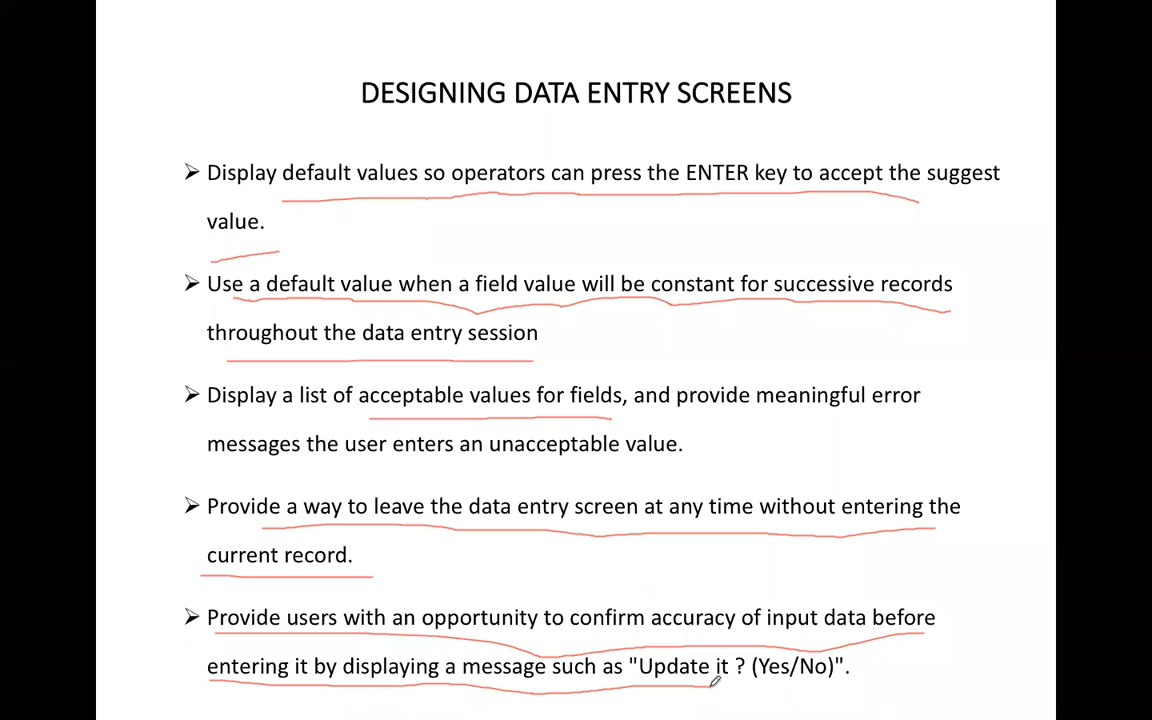 DESIGNING DATA ENTRY SCREENS
➢ Display default values so operators can press the ENTER key to accept the suggest
value.
➢ Use a default value when a field value will be constant for successive records
throughout the data entry session
➢ Display a list of acceptable values for fields, and provide meaningful error
messages the user enters an unacceptable value.
➢ Provide a way to leave the data entry screen at any time without entering the
current record.
➢ Provide users with an opportunity to confirm accuracy of input data before
entering it by displaying a message such as "Update it ? (Yes/No)".